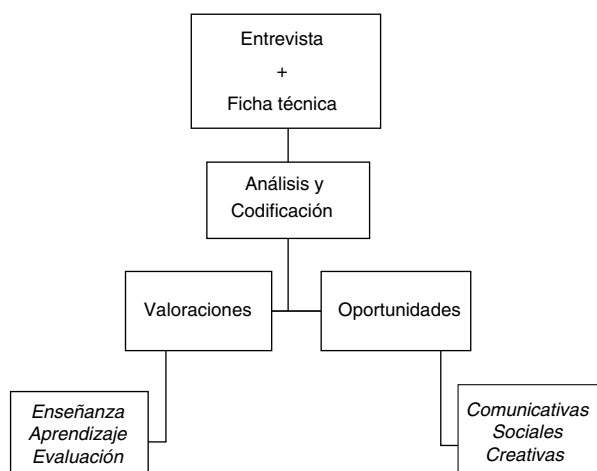 Entrevista
+
Ficha técnica
Análisis y
Codificación
Valoraciones
Oportunidades
Enseñanza
Aprendizaje
Evaluación
Comunicativas
Sociales
Creativas